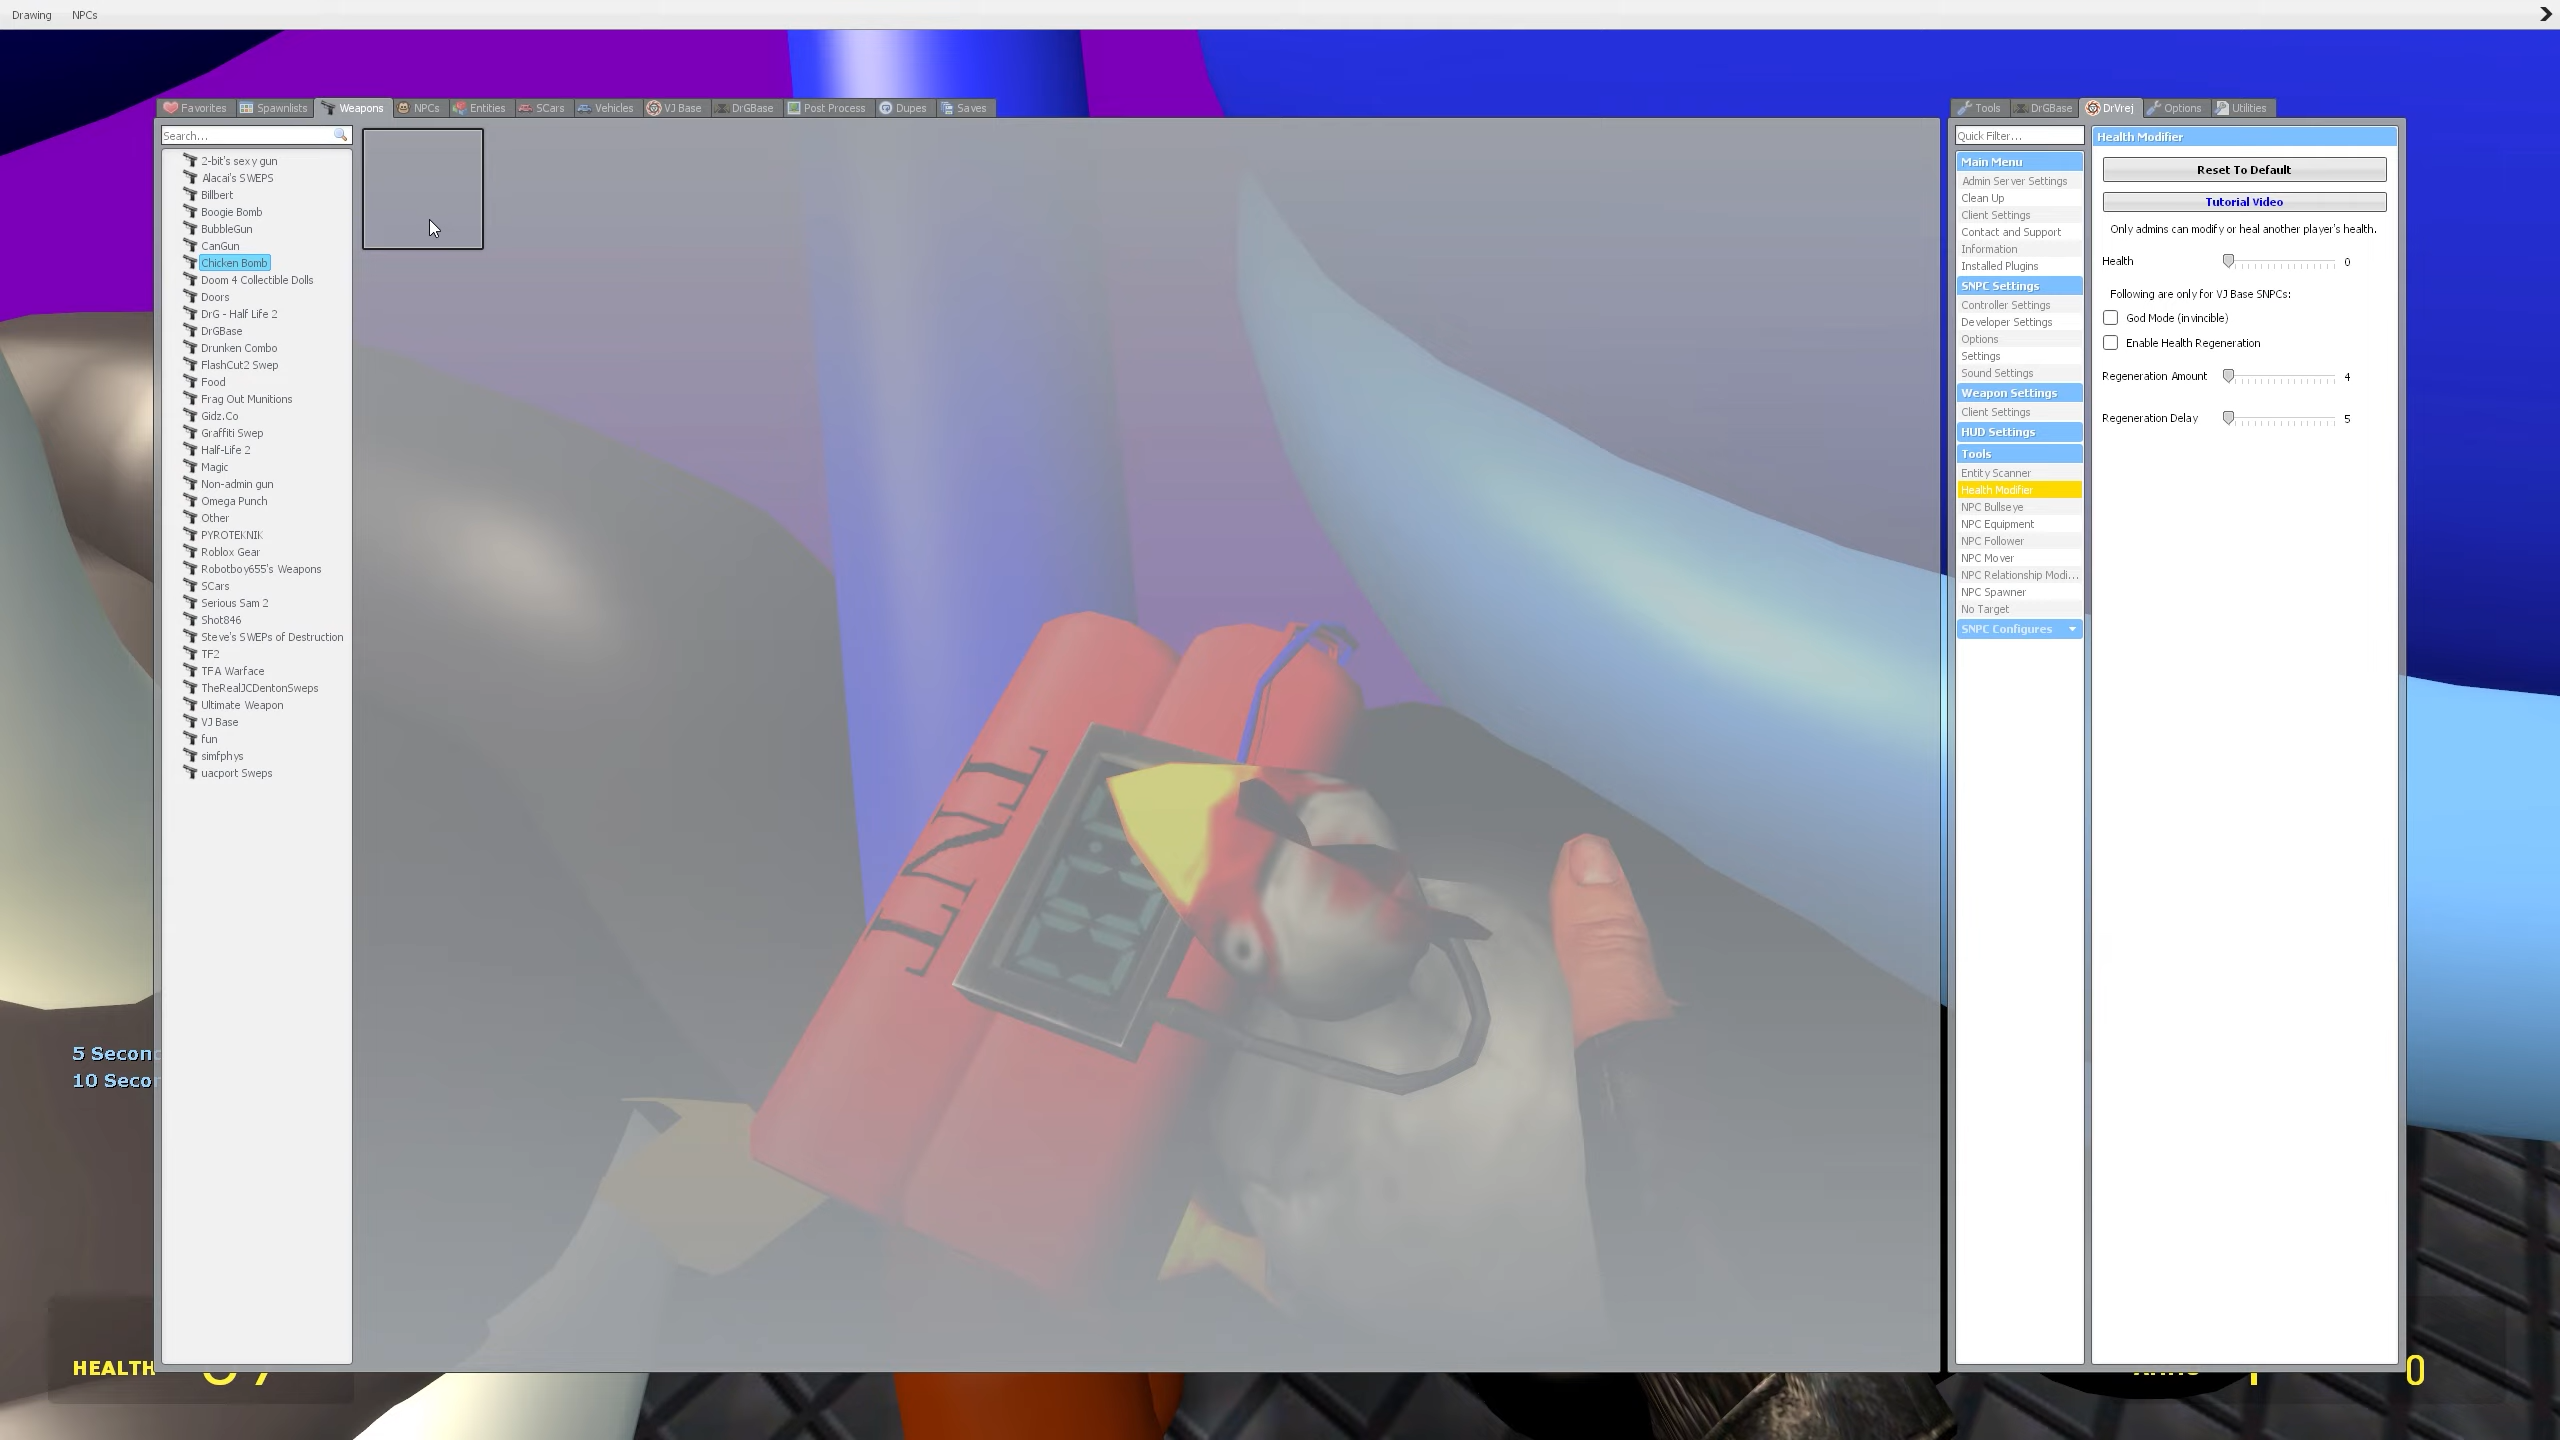 Drawing NPCs
Favorites Spawnlists Weapons NPCs Entities SCars Vehicles VJ Base DrGBase Post Process Dupes Saves
Search...
2-bit's sexy gun
Alacai's SWEPS
Billbert
Boogie Bomb
BubbleGun
CanGun
Chicken Bomb
Doom 4 Collectible Dolls
Doors
DrG - Half Life 2
DrGBase
Drunken Combo
FlashCut2 Swep
Food
Frag Out Munitions
Gidz.Co
Graffiti Swep
Half-Life 2
Magic
Non-admin gun
Omega Punch
Other
PYROTEKNIK
Roblox Gear
Robotboy655's Weapons
SCars
Serious Sam 2
Shot846
Steve's SWEPs of Destruction
TF2
TFA Warface
TheRealJCDentonSweps
Ultimate Weapon
VJ Base
fun
simfphys
uacport Sweps
TNT
5 Secon
10 Seco
HEALTH
0
Tools DrGBase DrVrej Options Utilities
Quick Filter...
Main Menu
Admin Server Settings
Clean Up
Client Settings
Contact and Support
Information
Installed Plugins
SNPC Settings
Controller Settings
Developer Settings
Options
Settings
Sound Settings
Weapon Settings
Client Settings
HUD Settings
Tools
Entity Scanner
Health Modifier
NPC Bullseye
NPC Equipment
NPC Follower
NPC Mover
NPC Relationship Modi...
NPC Spawner
No Target
SNPC Configures
Health Modifier
Reset To Default
Tutorial Video
Only admins can modify or heal another player's health.
Health 0
Following are only for VJ Base SNPCs:
God Mode (invincible)
Enable Health Regeneration
Regeneration Amount 4
Regeneration Delay 5